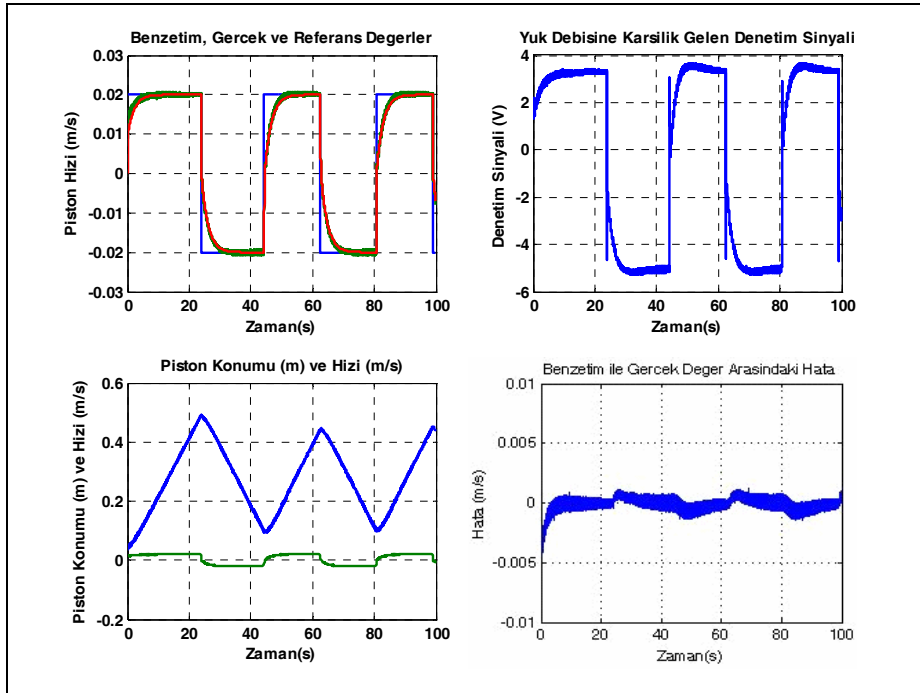 Benzetim, Gercek ve Referans Degerler
Piston Hizi (m/s)
0.03
0.02
0.01
0
-0.01
-0.02
-0.03
0 20 40 60 80 100
Zaman(s)
Yuk Debisine Karsilik Gelen Denetim Sinyali
Denetim Sinyali (V)
4
2
0
-2
-4
-6
0 20 40 60 80 100
Zaman(s)
Piston Konumu (m) ve Hizi (m/s)
Piston Konumu (m) ve Hizi (m/s)
0.6
0.4
0.2
0
-0.2
0 20 40 60 80 100
Zaman(s)
Benzetim ile Gercek Deger Arasindaki Hata
Hata (m/s)
0.01
0.005
0
-0.005
-0.01
0 20 40 60 80 100
Zaman(s)